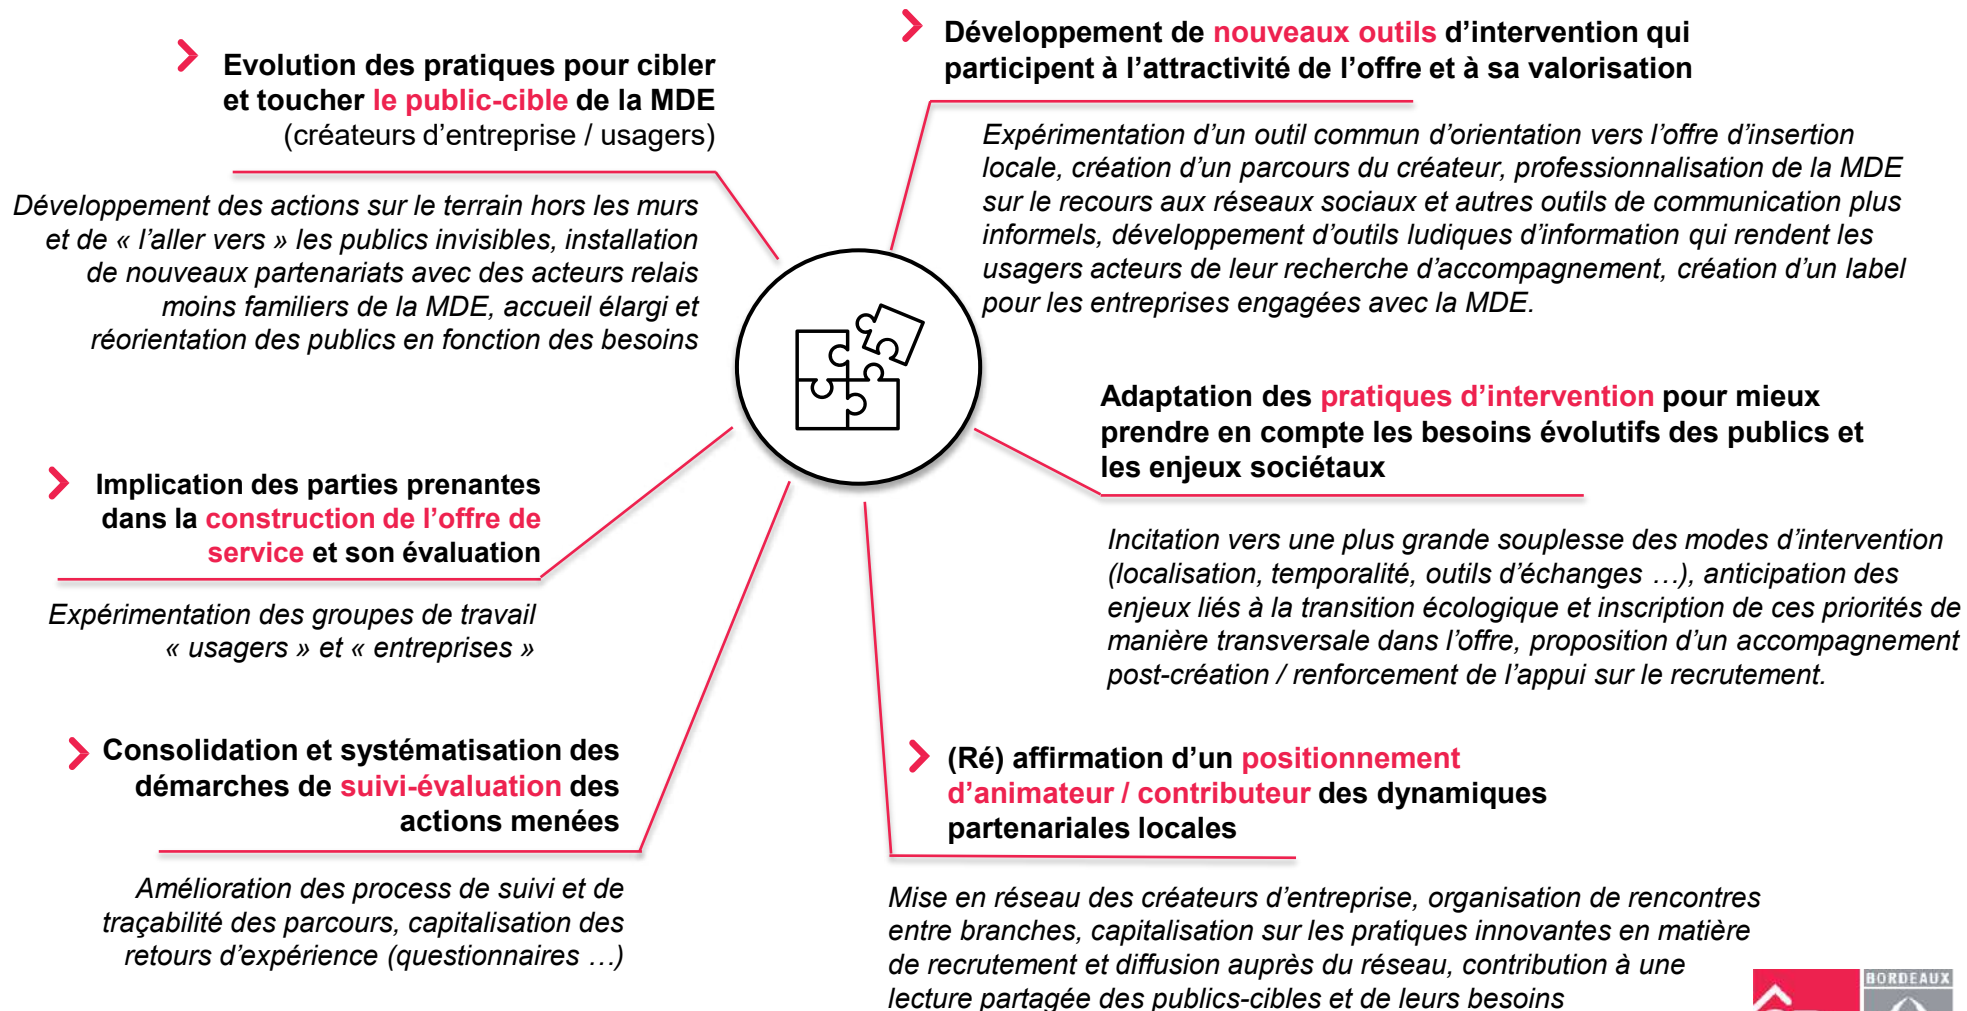 Evolution des pratiques pour cibler
et toucher le public-cible de la MDE
(créateurs d’entreprise / usagers)
Développement des actions sur le terrain hors les murs
et de « l’aller vers » les publics invisibles, installation
de nouveaux partenariats avec des acteurs relais
moins familiers de la MDE, accueil élargi et
réorientation des publics en fonction des besoins
Implication des parties prenantes
dans la construction de l’offre de
service et son évaluation
Expérimentation des groupes de travail
« usagers » et « entreprises »
Consolidation et systématisation des
démarches de suivi-évaluation des
actions menées
Amélioration des process de suivi et de
traçabilité des parcours, capitalisation des
retours d’expérience (questionnaires …)
Développement de nouveaux outils d’intervention qui
participent à l’attractivité de l’offre et à sa valorisation
Expérimentation d’un outil commun d’orientation vers l’offre d’insertion
locale, création d’un parcours du créateur, professionnalisation de la MDE
sur le recours aux réseaux sociaux et autres outils de communication plus
informels, développement d’outils ludiques d’information qui rendent les
usagers acteurs de leur recherche d’accompagnement, création d’un label
pour les entreprises engagées avec la MDE.
Adaptation des pratiques d’intervention pour mieux
prendre en compte les besoins évolutifs des publics et
les enjeux sociétaux
Incitation vers une plus grande souplesse des modes d’intervention
(localisation, temporalité, outils d’échanges …), anticipation des
enjeux liés à la transition écologique et inscription de ces priorités de
manière transversale dans l’offre, proposition d’un accompagnement
post-création / renforcement de l’appui sur le recrutement.
(Ré) affirmation d’un positionnement
d’animateur / contributeur des dynamiques
partenariales locales
Mise en réseau des créateurs d’entreprise, organisation de rencontres
entre branches, capitalisation sur les pratiques innovantes en matière
de recrutement et diffusion auprès du réseau, contribution à une
lecture partagée des publics-cibles et de leurs besoins
BORDEAUX